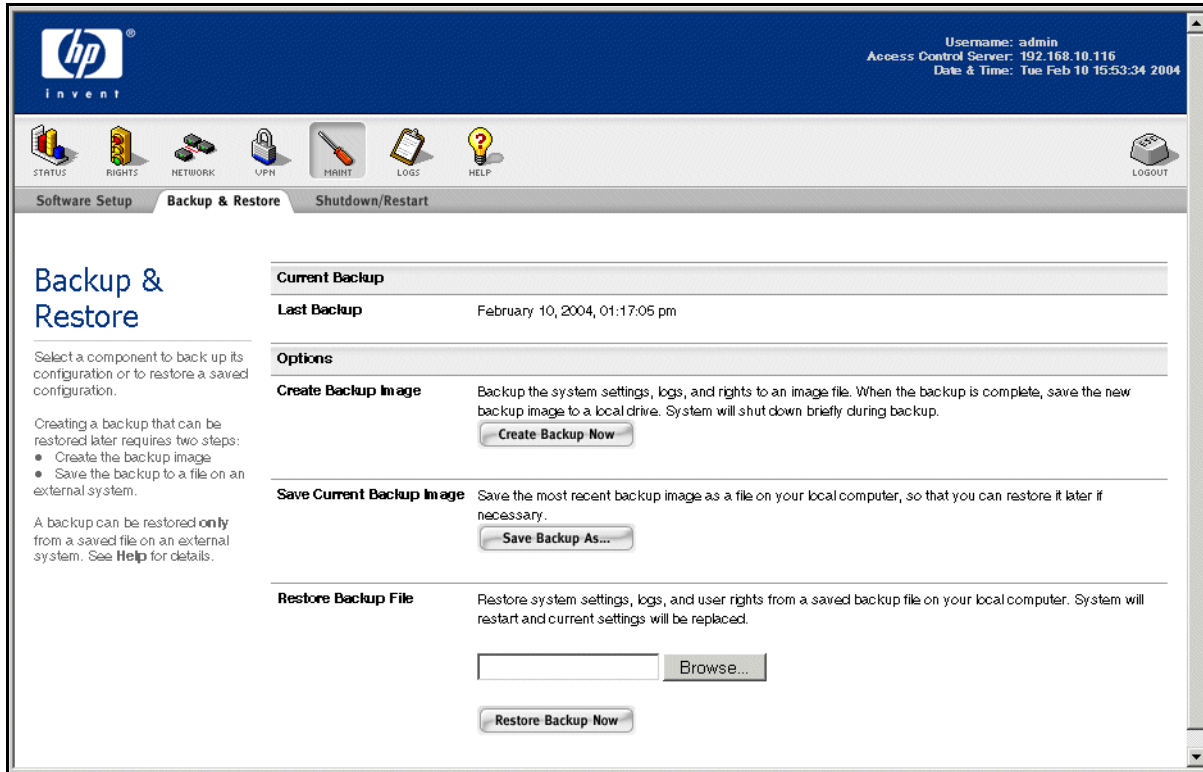 hp
®
invent
Username: admin
Access Control Server: 192.168.10.116
Date & Time: Tue Feb 10 15:53:34 2004
STATUS RIGHTS NETWORK VPN MAINT LOGS HELP LOGOUT
Software Setup Backup & Restore Shutdown/Restart
Backup &
Restore
Select a component to back up its
configuration or to restore a saved
configuration.
Creating a backup that can be
restored later requires two steps:
• Create the backup image
• Save the backup to a file on an
external system.
A backup can be restored only
from a saved file on an external
system. See Help for details.
Current Backup
Last Backup February 10, 2004, 01:17:05 pm
Options
Create Backup Image Backup the system settings, logs, and rights to an image file. When the backup is complete, save the new
backup image to a local drive. System will shut down briefly during backup.
Create Backup Now
Save Current Backup Image Save the most recent backup image as a file on your local computer, so that you can restore it later if
necessary.
Save Backup As...
Restore Backup File Restore system settings, logs, and user rights from a saved backup file on your local computer. System will
restart and current settings will be replaced.
Browse...
Restore Backup Now